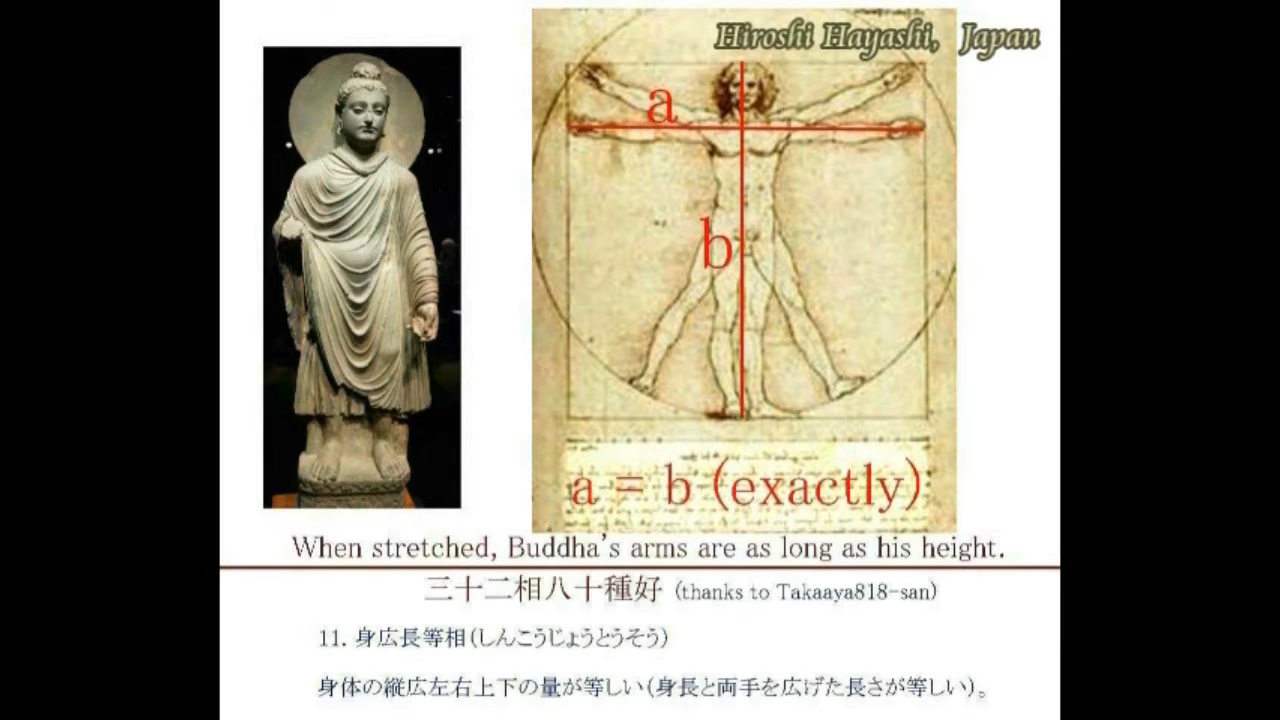 Hiroshi Hayashi, Japan
a
b
a = b (exactly)
When stretched, Buddha's arms are as long as his height.
三十二相八十種好 (thanks to Takaaya818-san)
11. 身広長等相(しんこうじょうとうそう)
身体の縦広左右上下の量が等しい(身長と両手を広げた長さが等しい)。